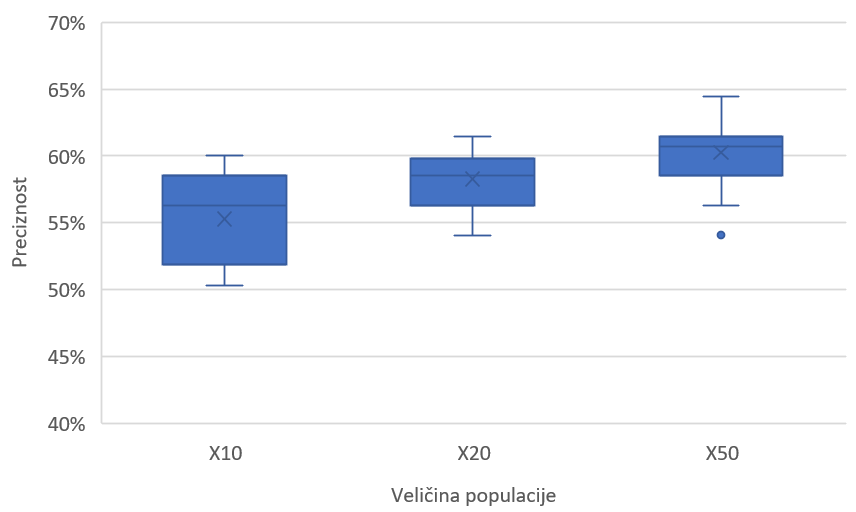 70%
65%
60%
55%
50%
45%
40%
Preciznost
X10 X20 X50
Veličina populacije